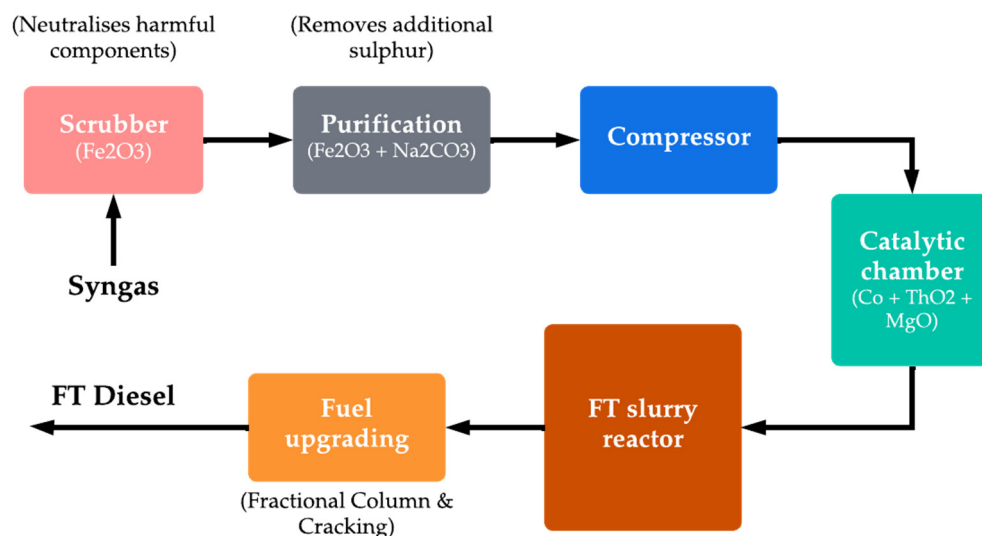 (Neutralises harmful
components)
(Removes additional
sulphur)
Scrubber
(Fe2O3)
Purification
(Fe2O3 + Na2CO3)
Compressor
Syngas
Catalytic
chamber
(Co + ThO2 +
MgO)
FT slurry
reactor
Fuel
upgrading
(Fractional Column &
Cracking)
FT Diesel